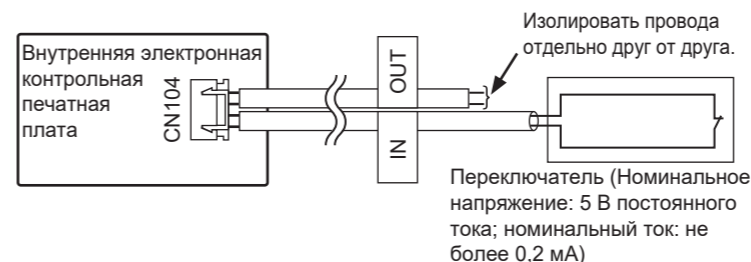 Изолировать провода
отдельно друг от друга.
Внутренняя электронная
контрольная
печатная
плата
CN104
OUT
IN
Переключатель (Номинальное
напряжение: 5 В постоянного
тока; номинальный ток: не
более 0,2 мА)